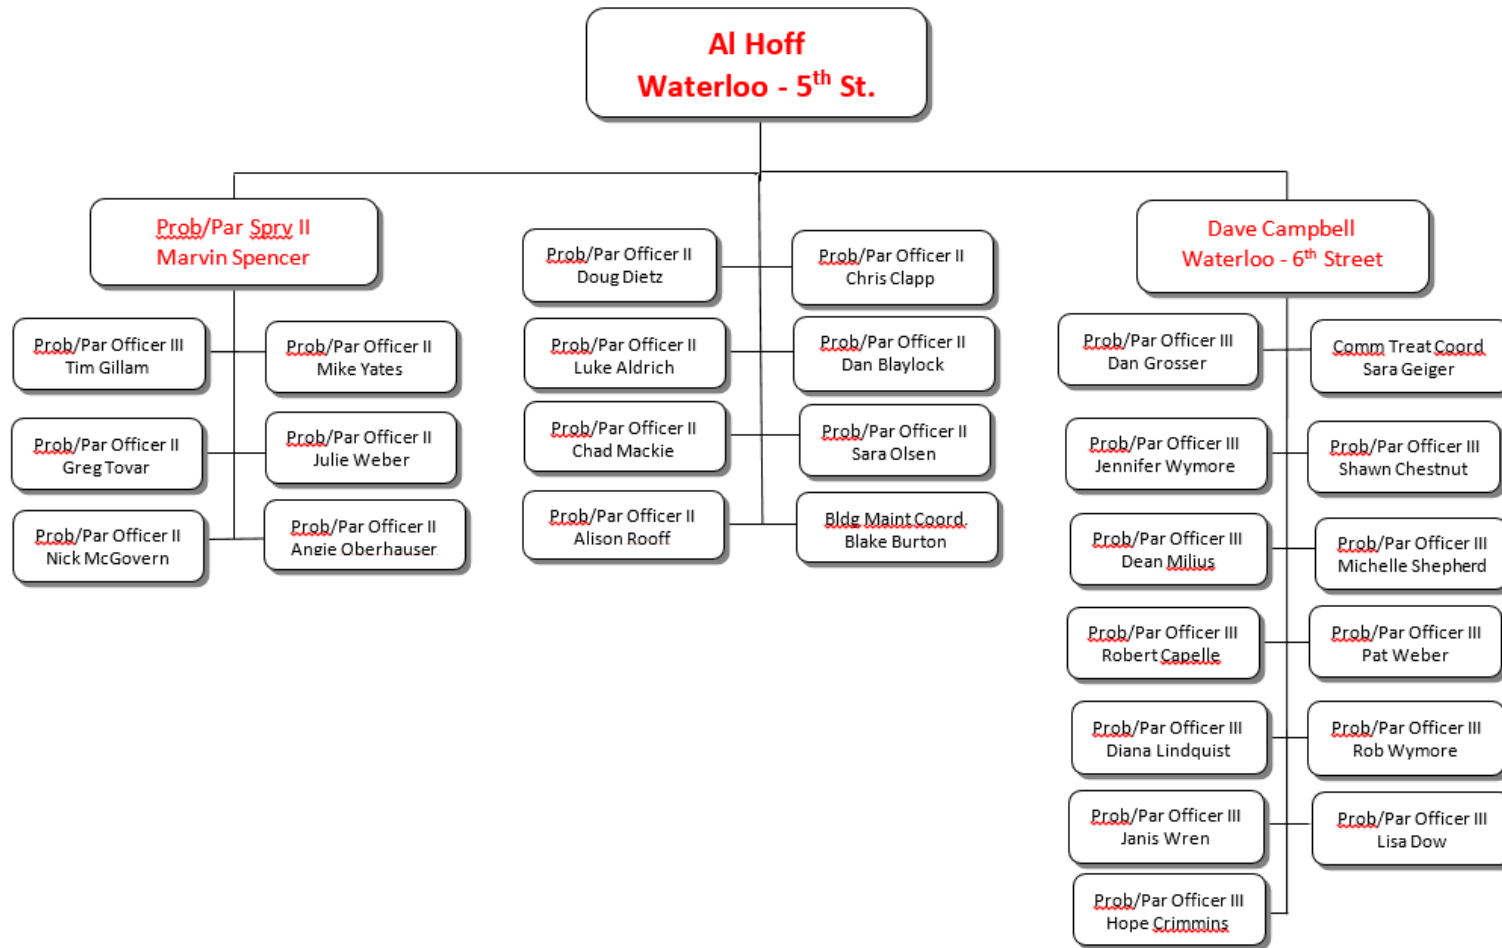 Al Hoff
Waterloo - 5th St.
Prob/Par Sprv II
Marvin Spencer
Prob/Par Officer III
Tim Gillam
Prob/Par Officer II
Mike Yates
Prob/Par Officer II
Greg Tovar
Prob/Par Officer II
Julie Weber
Prob/Par Officer II
Nick McGovern
Prob/Par Officer II
Angie Oberhauser
Prob/Par Officer II
Doug Dietz
Prob/Par Officer II
Chris Clapp
Prob/Par Officer II
Luke Aldrich
Prob/Par Officer II
Dan Blaylock
Prob/Par Officer II
Chad Mackie
Prob/Par Officer II
Sara Olsen
Prob/Par Officer II
Alison Rooff
Bldg Maint Coord.
Blake Burton
Dave Campbell
Waterloo - 6th Street
Prob/Par Officer III
Dan Grosser
Comm Treat Coord
Sara Geiger
Prob/Par Officer III
Jennifer Wymore
Prob/Par Officer III
Shawn Chestnut
Prob/Par Officer III
Dean Milius
Prob/Par Officer III
Michelle Shepherd
Prob/Par Officer III
Robert Capelle
Prob/Par Officer III
Pat Weber
Prob/Par Officer III
Diana Lindquist
Prob/Par Officer III
Rob Wymore
Prob/Par Officer III
Janis Wren
Prob/Par Officer III
Lisa Dow
Prob/Par Officer III
Hope Crimmins